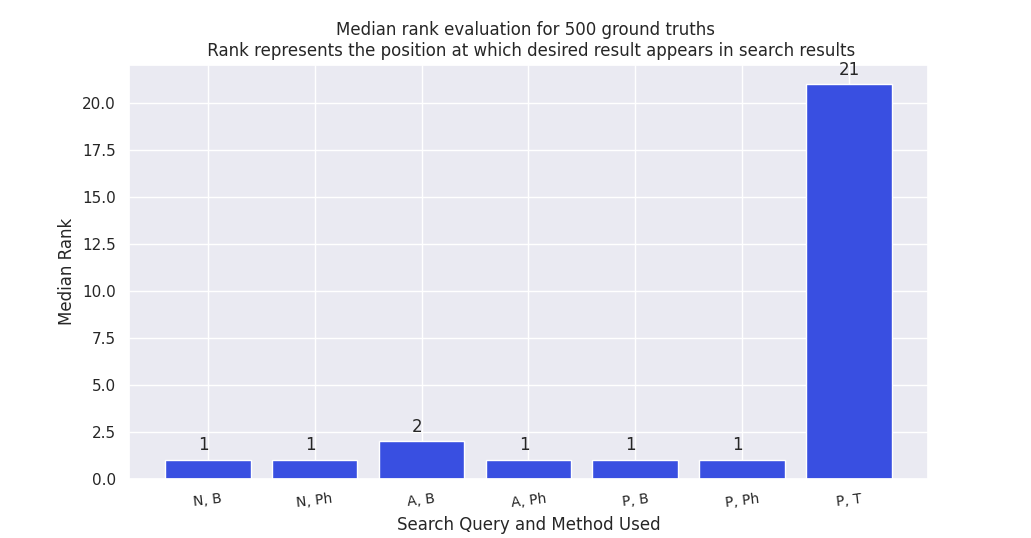 Median rank evaluation for 500 ground truths
Rank represents the position at which desired result appears in search results
21
20.0
17.5
15.0
12.5
10.0
7.5
5.0
2.5
0.0
Median Rank
1
1
2
1
1
1
N, B
N, Ph
A, B
A, Ph
P, B
P, Ph
P, T
Search Query and Method Used